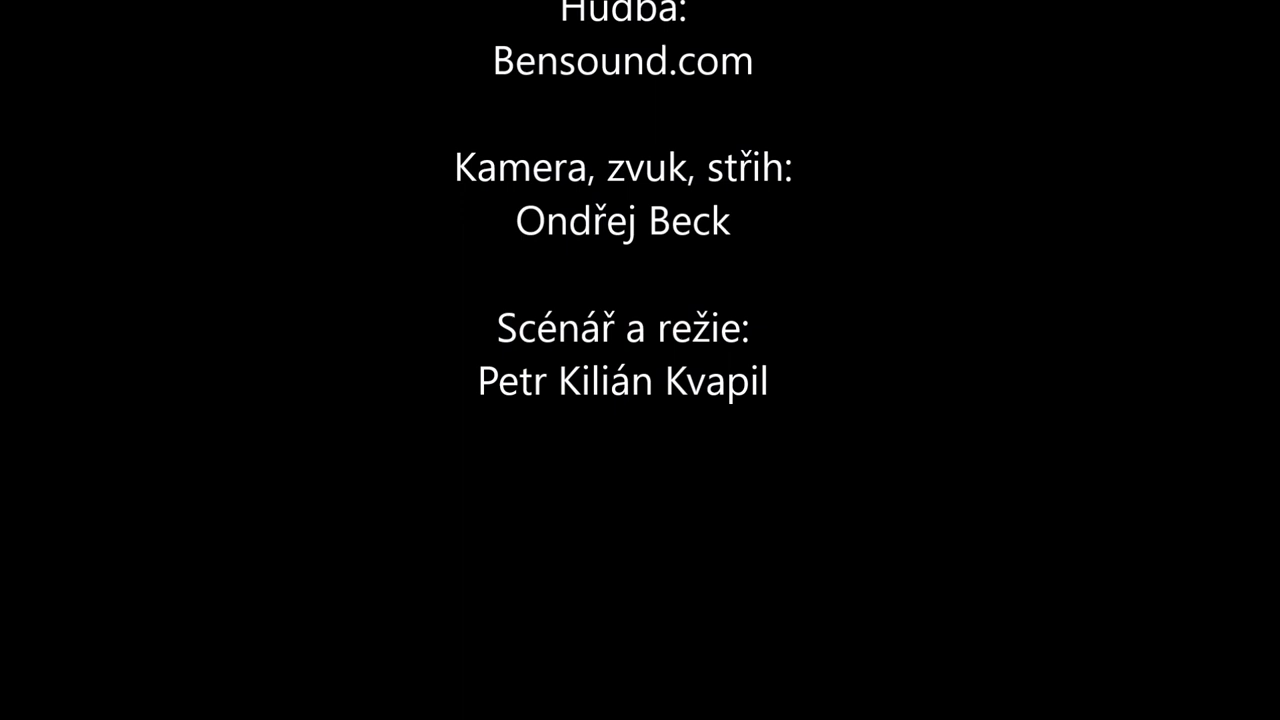 Hudba:
Bensound.com
Kamera, zvuk, střih:
Ondřej Beck
Scénář a režie:
Petr Kilián Kvapil